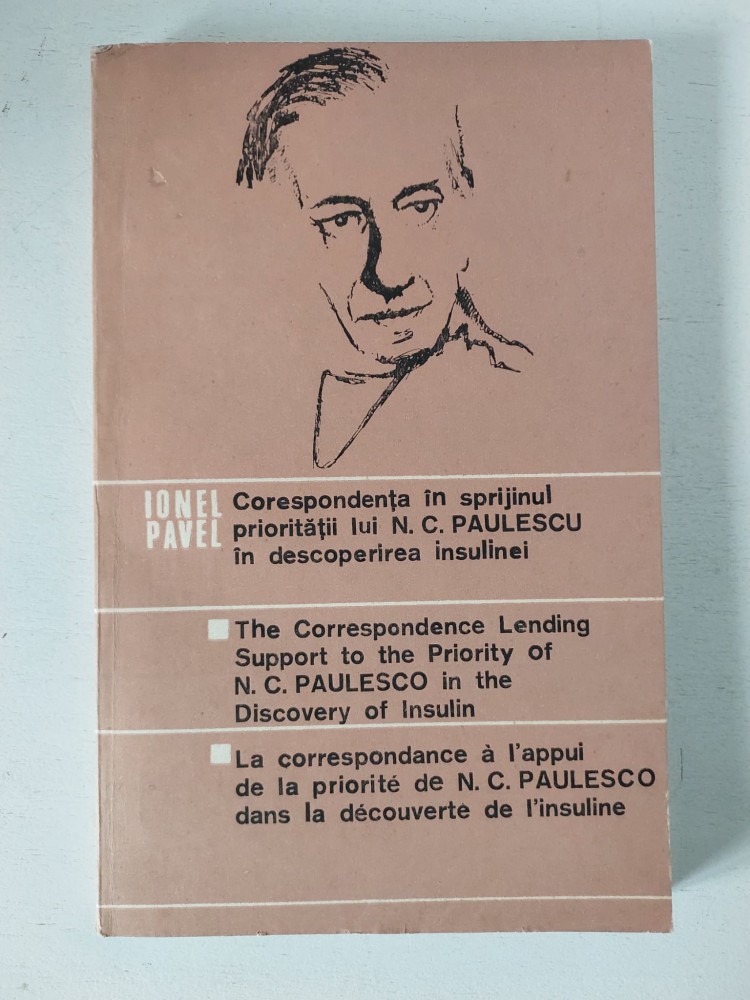 IONEL
PAVEL
Corespondența în sprijinul
priorității lui N. C. PAULESCU
în descoperirea insulinei
The Correspondence Lending
Support to the Priority of
N. C. PAULESCO in the
Discovery of Insulin
La correspondance à l'appui
de la priorité de N. C. PAULESCO
dans la découverte de l'insuline